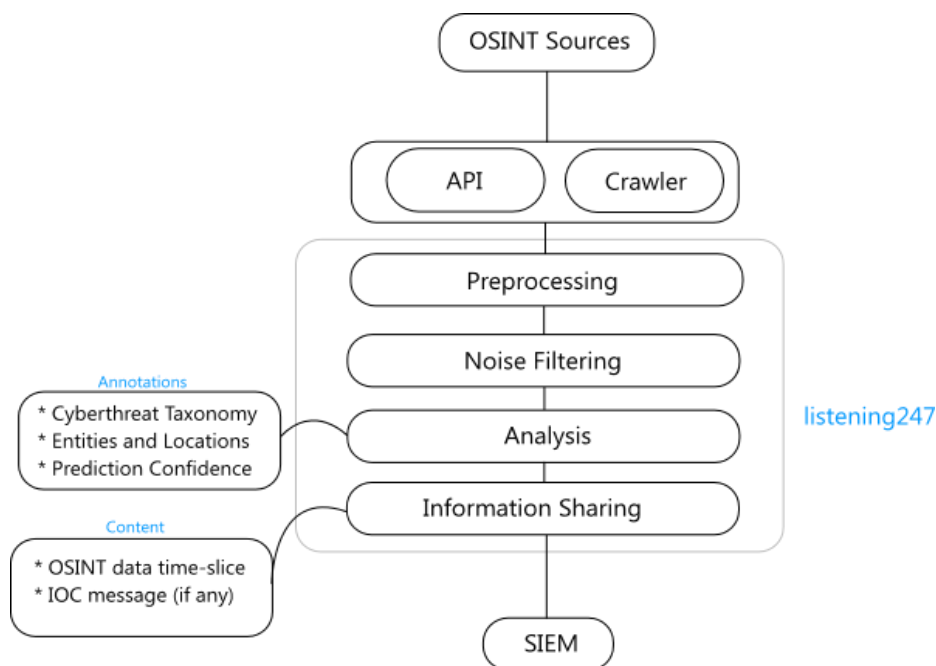 OSINT Sources
API
Crawler
Preprocessing
Noise Filtering
Annotations
* Cyberthreat Taxonomy
* Entities and Locations
* Prediction Confidence
Analysis
listening247
Information Sharing
Content
* OSINT data time-slice
* IOC message (if any)
SIEM